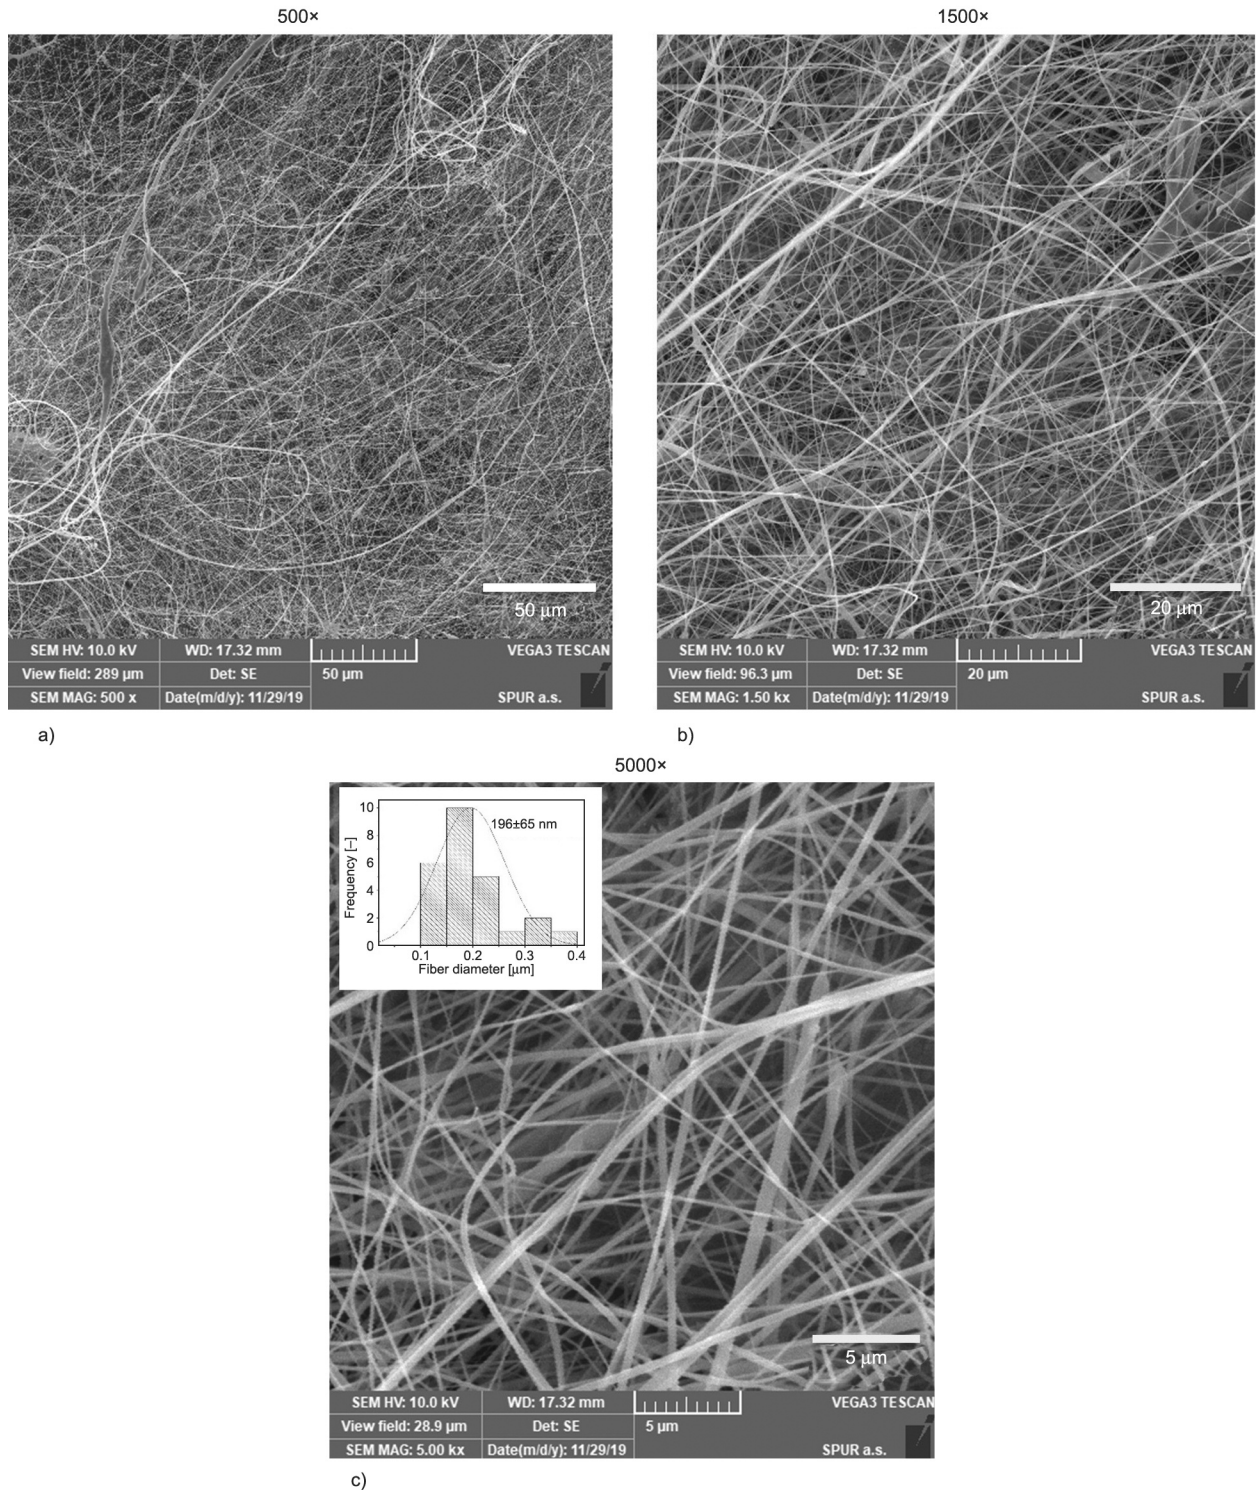 500×
1500×
50 μm
20 μm
SEM HV: 10.0 kV WD: 17.32 mm VEGA3 TESCAN
View field: 289 μm Det: SE 50 μm
SEM MAG: 500 x Date(m/d/y): 11/29/19 SPUR a.s.
SEM HV: 10.0 kV WD: 17.32 mm VEGA3 TESCAN
View field: 96.3 μm Det: SE 20 μm
SEM MAG: 1.50 kx Date(m/d/y): 11/29/19 SPUR a.s.
a)
b)
5000×
10
8
6
4
2
0
Frequency [–]
196±65 nm
0.1 0.2 0.3 0.4
Fiber diameter [μm]
5 μm
SEM HV: 10.0 kV WD: 17.32 mm VEGA3 TESCAN
View field: 28.9 μm Det: SE 5 μm
SEM MAG: 5.00 kx Date(m/d/y): 11/29/19 SPUR a.s.
c)